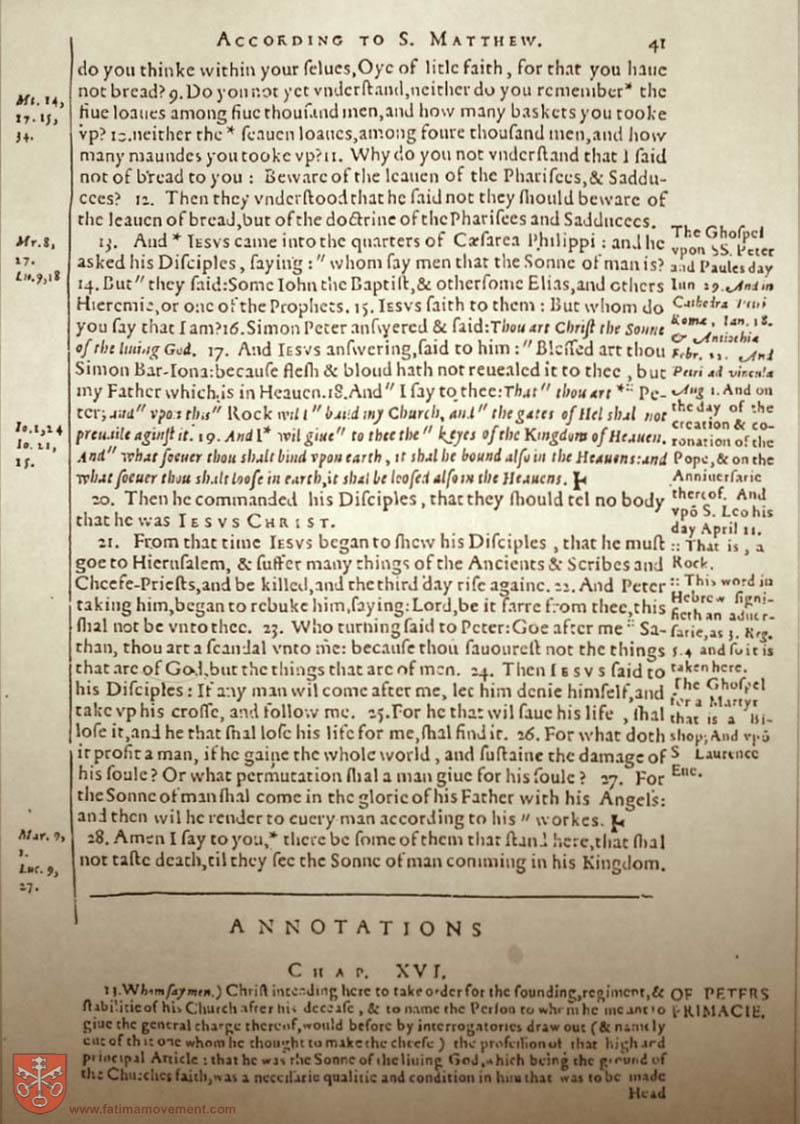 ACCORDING TO S. MATTHEW. 41
do you thinke within your ſelues,O ye of litle faith, for that you haue
not bread? 9. Do you not yet vnderſtand,neither do you remember* the
fiue loaues among fiue thouſand men,and how many baskets you tooke
vp? 10.neither the* ſeauen loaues,among foure thouſand men,and how
many maundes you tooke vp?11. Why do you not vnderſtand that I ſaid
not of bread to you : Beware of the leauen of the Phariſees,& Saddu-
cees? 12. Then they vnderſtood that he ſaid not they ſhould beware of
the leauen of bread,but of the doctrine of the Phariſees and Sadducees.
13. And * IESVS came into the quarters of Cæſarea Philippi : and he
asked his Diſciples, ſaying :" whom ſay men that the Sonne of man is?
14.But" they ſaid:Some Iohn the Baptiſt,& otherſome Elias,and others
Hieremie,or one of the Prophets. 15. IESVS ſaith to them : But whom do
you ſay that I am?16.Simon Peter anſwered & ſaid:Thou art Chriſt the Sonne
of the liuing God. 17. And IESVS anſwering,ſaid to him :" Bleſſed art thou
Simon Bar-Iona:becauſe fleſh & bloud hath not reuealed it to thee , but
my Father which is in Heauen.18.And" I ſay to thee:That" thou art *:: Pe-
ter; and" vpon this" Rock wil I" build my Church, and" the gates of Hel ſhal not
preuaile aginſt it. 19. And I* wil giue" to thee the" keyes of the Kingdom of Heauen.
And" what ſoeuer thou ſhalt bind vpon earth, it ſhal be bound alſo in the Heauens: and
what ſoeuer thou ſhalt looſe in earth,it ſhal be looſed alſo in the Heauens.
20. Then he commanded his Diſciples, that they ſhould tel no body
that he was IESVS CHRIST.
21. From that time IESVS began to ſhew his Diſciples , that he muſt
goe to Hieruſalem, & ſuffer many things of the Ancients & Scribes and
Cheefe-Prieſts,and be killed,and the third day riſe againe. 22. And Peter
taking him,began to rebuke him,ſaying:Lord,be it farre from thee,this
ſhal not be vnto thee. 23. Who turning ſaid to Peter:Goe after me :: Sa-
than, thou art a ſcandal vnto me: becauſe thou ſauoureſt not the things
that are of God,but the things that are of men. 24. Then IESVS ſaid to
his Diſciples : If any man wil come after me, let him denie himſelf,and
take vp his croſſe, and follow me. 25.For he that wil ſaue his life , ſhal
loſe it,and he that ſhal loſe his life for me,ſhal find it. 26. For what doth
it profit a man, if he gaine the whole world , and ſuſtaine the damage of
his ſoule? Or what permutation ſhal a man giue for his ſoule ? 27. For
the Sonne of man ſhal come in the glorie of his Father with his Angels:
and then wil he render to euery man according to his " workes.
28. Amen I ſay to you,* there be ſome of them that ſtand here,that ſhal
not taſte death,til they ſee the Sonne of man comming in his Kingdom.
Mt. 14,
17. 15,
34.
Mr.8,
27.
Lu.9,18
Io.1,24
Io. 21,
15.
Mar. 9,
1.
Luc. 9,
27.
The Ghoſpel
vpon SS. Peter
and Paules day
Iun 29. And in
Cathedra Petri
Romæ, Ian. 18.
& Antiochiæ
Febr. 22. And
Petri ad vincula
Aug 1. And on
the day of the
creation & co-
ronation of the
Pope, & on the
Anniuerſarie
therof. And
vpō S. Leo his
day April 11.
:: That is , a
Rock.
:: This word in
Hebrew ſigni-
fieth an aduer-
ſarie,as 3. Reg.
5.4 and ſo it is
taken here.
The Ghoſpel
for a Martyr
that is a Bi-
ſhop; And vpō
S Laurence
Eue.
ANNOTATIONS
CHAP. XVI.
13. Whom ſay men.) Chriſt intending here to take order for the founding,regiment,&
ſtabilitie of his Church after his deceaſe , & to name the Perſon to whom he meant to
giue the general charge thereof,would before by interrogatories draw out (& namely
out of that one whom he thought to make the cheefe) the profeſſion of that high and
principal Article : that he was the Sonne of the liuing God, which being the ground of
the Churches faith,was a neceſſarie qualitie and condition in him that was to be made
Head
OF PETERS
PRIMACIE.
www.fatimamovement.com